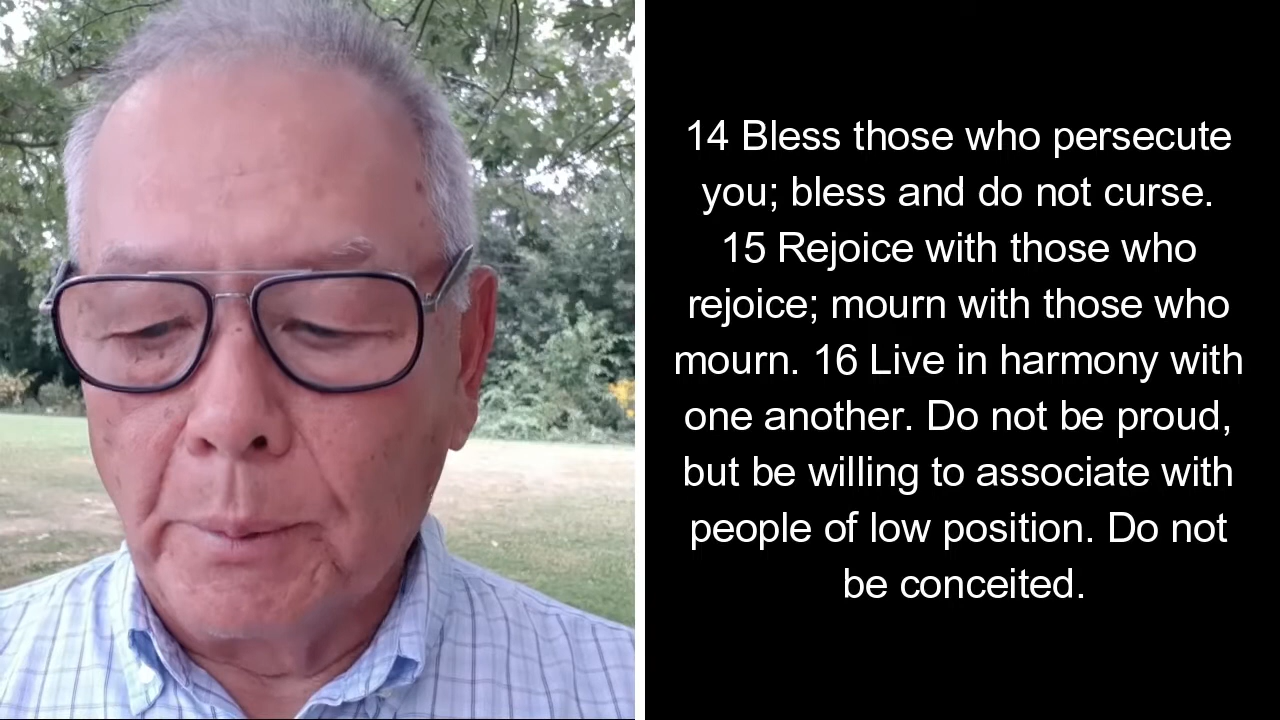 14 Bless those who persecute
you; bless and do not curse.
15 Rejoice with those who
rejoice; mourn with those who
mourn. 16 Live in harmony with
one another. Do not be proud,
but be willing to associate with
people of low position. Do not
be conceited.